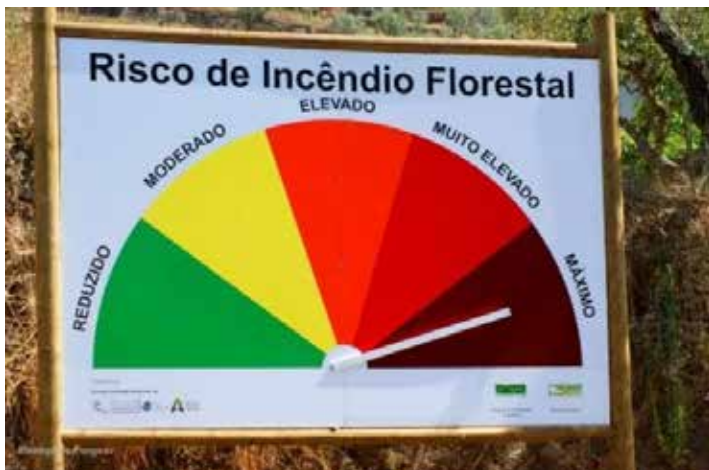 Risco de Incêndio Florestal
REDUZIDO
MODERADO
ELEVADO
MUITO ELEVADO
MÁXIMO